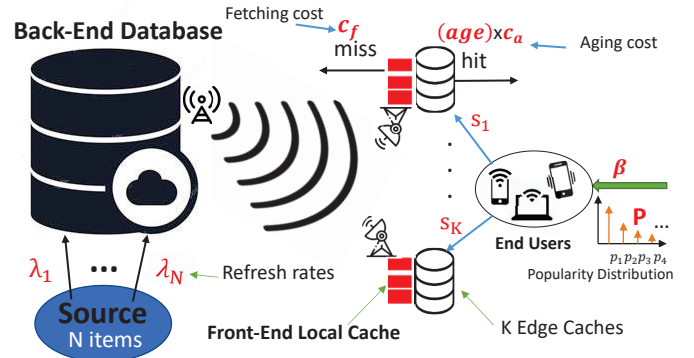 Fetching cost
Back-End Database
c_f
(age)xc_a
miss
hit
Aging cost
s_1
β
s_K
End Users
P
...
p_1 p_2 p_3 p_4
Popularity Distribution
λ_1
...
λ_N
Refresh rates
Source
N items
Front-End Local Cache
K Edge Caches